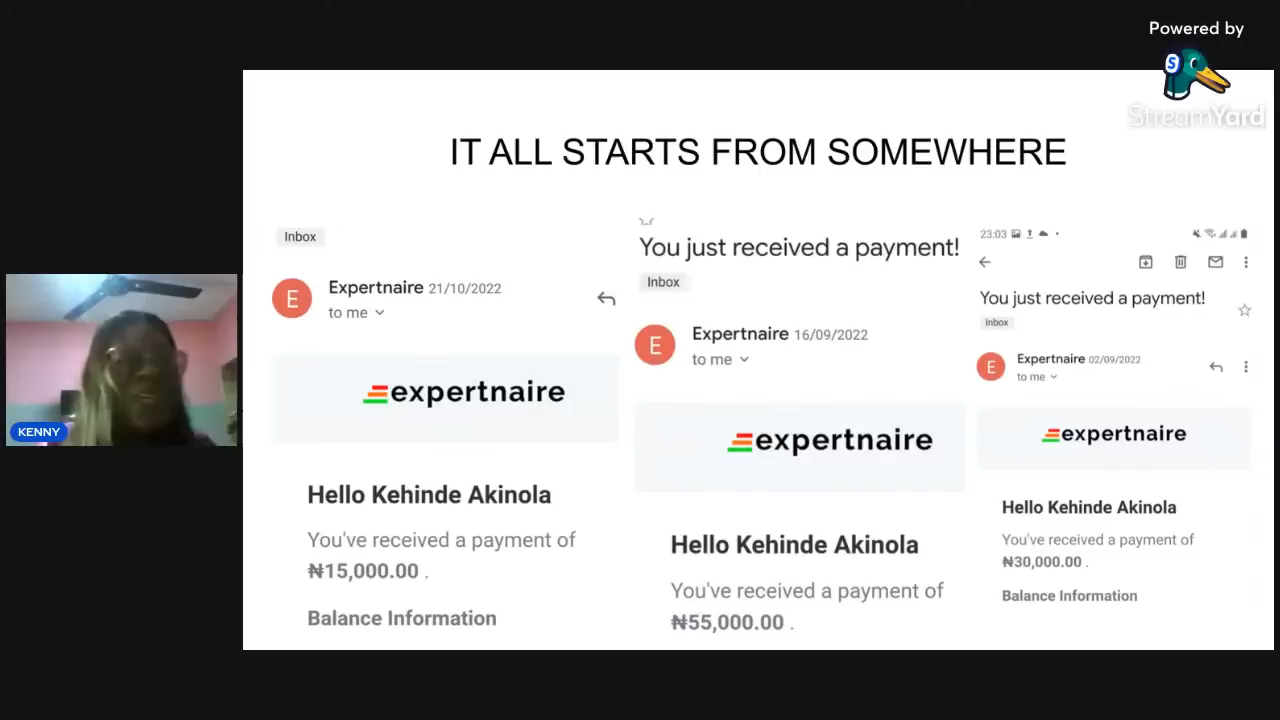 Powered by
StreamYard
IT ALL STARTS FROM SOMEWHERE
Inbox
E
Expertnaire 21/10/2022
to me
expertnaire
Hello Kehinde Akinola
You've received a payment of
₦15,000.00 .
Balance Information
You just received a payment!
Inbox
E
Expertnaire 16/09/2022
to me
expertnaire
Hello Kehinde Akinola
You've received a payment of
₦55,000.00 .
23:03
You just received a payment!
Inbox
E
Expertnaire 02/09/2022
to me
expertnaire
Hello Kehinde Akinola
You've received a payment of
₦30,000.00 .
Balance Information
KENNY